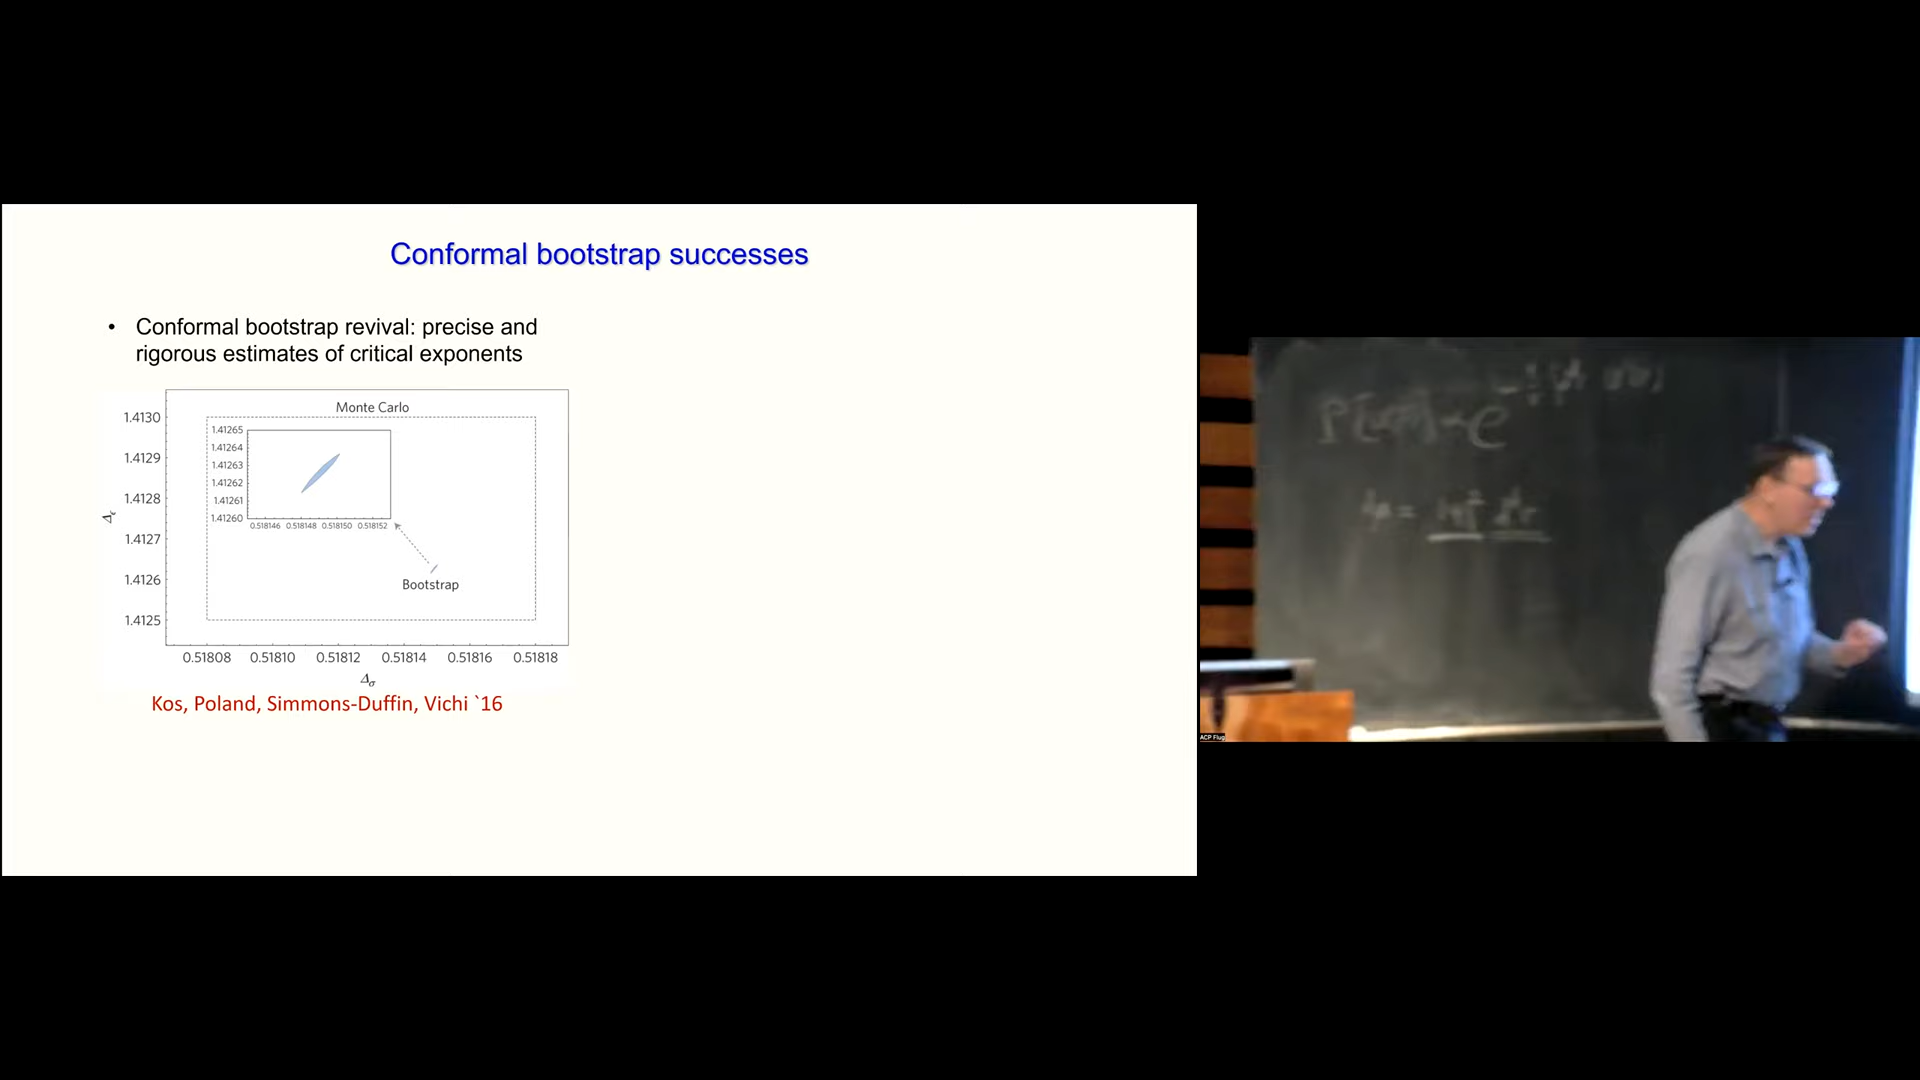 Conformal bootstrap successes
• Conformal bootstrap revival: precise and
rigorous estimates of critical exponents
Monte Carlo
1.4130
1.4129
1.4128
1.4127
1.4126
1.4125
Δε
1.41265
1.41264
1.41263
1.41262
1.41261
1.41260
0.518146 0.518148 0.518150 0.518152
Bootstrap
0.51808 0.51810 0.51812 0.51814 0.51816 0.51818
Δσ
Kos, Poland, Simmons-Duffin, Vichi `16
ACP Flug